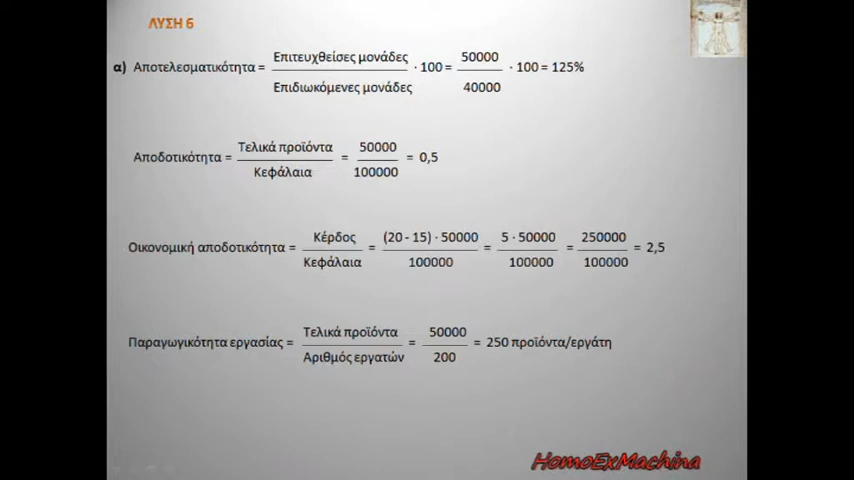 ΛΥΣΗ 6
α) Αποτελεσματικότητα = Επιτευχθείσες μονάδες / Επιδιωκόμενες μονάδες · 100 = 50000 / 40000 · 100 = 125%
Αποδοτικότητα = Τελικά προϊόντα / Κεφάλαια = 50000 / 100000 = 0,5
Οικονομική αποδοτικότητα = Κέρδος / Κεφάλαια = (20 - 15) · 50000 / 100000 = 5 · 50000 / 100000 = 250000 / 100000 = 2,5
Παραγωγικότητα εργασίας = Τελικά προϊόντα / Αριθμός εργατών = 50000 / 200 = 250 προϊόντα/εργάτη
HomoExMachina